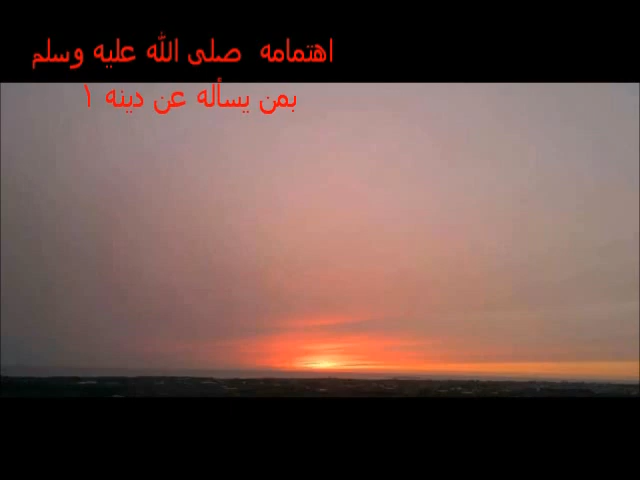 اهتمامه صلى الله عليه وسلم
بمن يسأله عن دينه ١